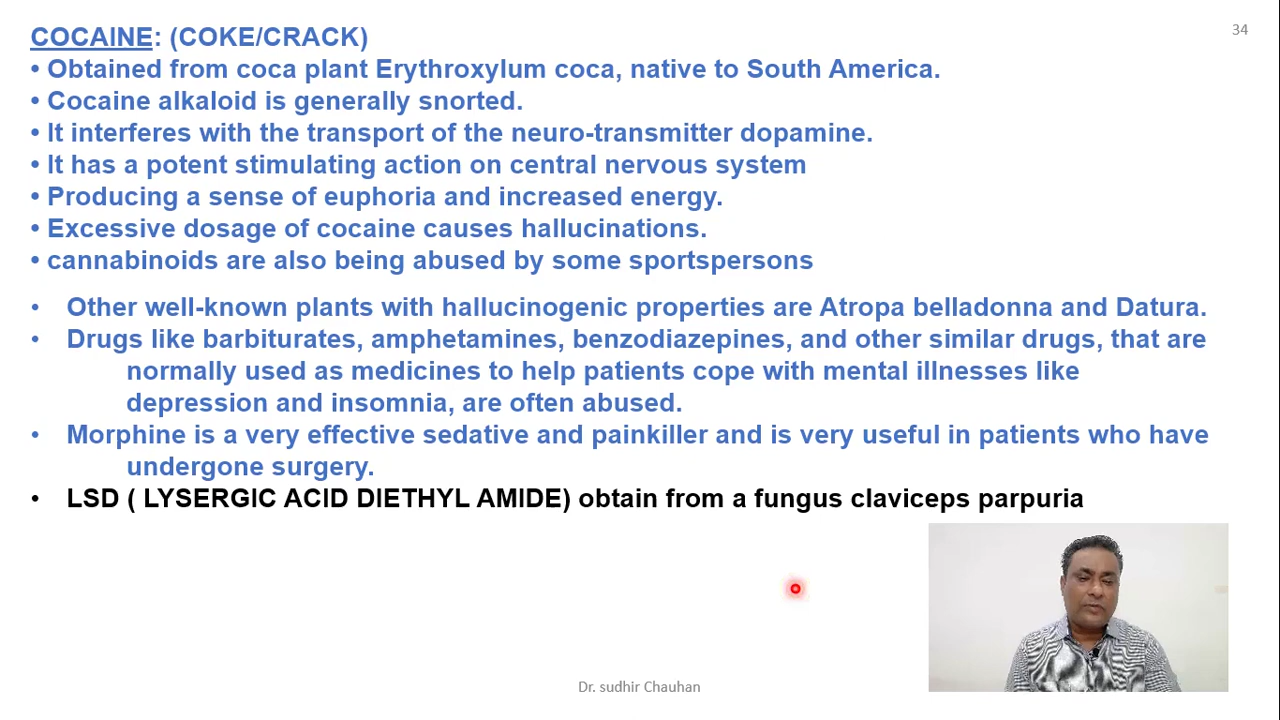 34
COCAINE: (COKE/CRACK)
• Obtained from coca plant Erythroxylum coca, native to South America.
• Cocaine alkaloid is generally snorted.
• It interferes with the transport of the neuro-transmitter dopamine.
• It has a potent stimulating action on central nervous system
• Producing a sense of euphoria and increased energy.
• Excessive dosage of cocaine causes hallucinations.
• cannabinoids are also being abused by some sportspersons
• Other well-known plants with hallucinogenic properties are Atropa belladonna and Datura.
• Drugs like barbiturates, amphetamines, benzodiazepines, and other similar drugs, that are
normally used as medicines to help patients cope with mental illnesses like
depression and insomnia, are often abused.
• Morphine is a very effective sedative and painkiller and is very useful in patients who have
undergone surgery.
• LSD ( LYSERGIC ACID DIETHYL AMIDE) obtain from a fungus claviceps parpuria
Dr. sudhir Chauhan